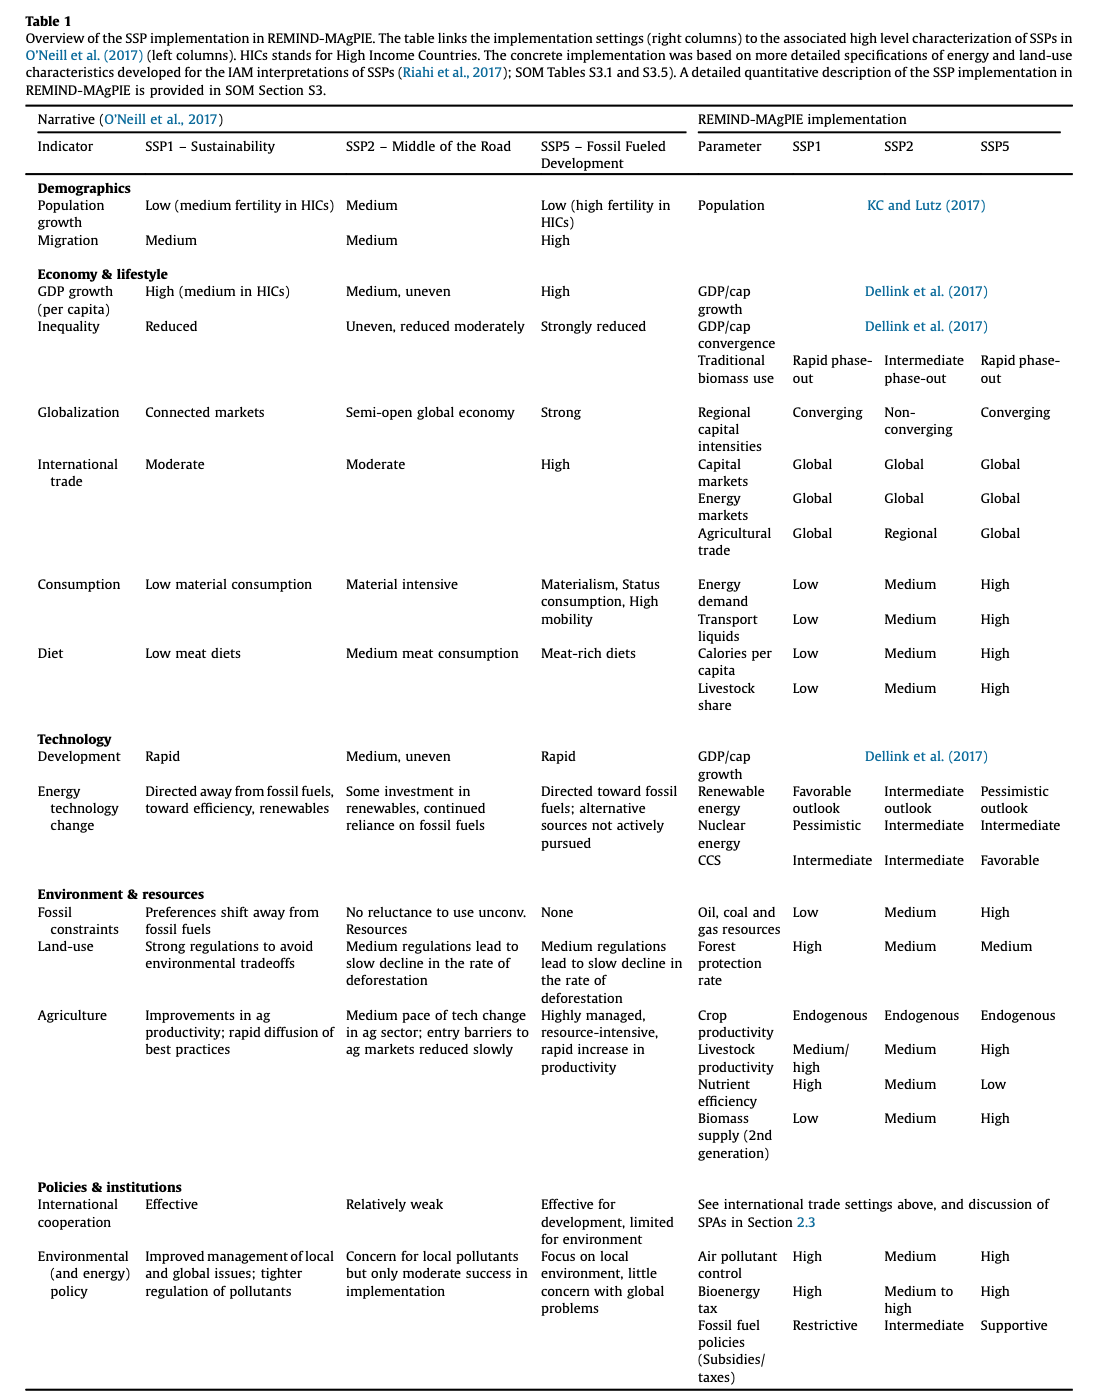 Table 1
Overview of the SSP implementation in REMIND-MAgPIE. The table links the implementation settings (right columns) to the associated high level characterization of SSPs in
O'Neill et al. (2017) (left columns). HICs stands for High Income Countries. The concrete implementation was based on more detailed specifications of energy and land-use
characteristics developed for the IAM interpretations of SSPs (Riahi et al., 2017); SOM Tables S3.1 and S3.5). A detailed quantitative description of the SSP implementation in
REMIND-MAgPIE is provided in SOM Section S3.
Narrative (O'Neill et al., 2017) REMIND-MAgPIE implementation
Indicator SSP1 – Sustainability SSP2 – Middle of the Road SSP5 – Fossil Fueled Parameter SSP1 SSP2 SSP5
Development
Demographics
Population Low (medium fertility in HICs) Medium Low (high fertility in Population KC and Lutz (2017)
growth HICs)
Migration Medium Medium High
Economy & lifestyle
GDP growth High (medium in HICs) Medium, uneven High GDP/cap Dellink et al. (2017)
(per capita) growth
Inequality Reduced Uneven, reduced moderately Strongly reduced GDP/cap Dellink et al. (2017)
convergence
Traditional Rapid phase- Intermediate Rapid phase-
biomass use out phase-out out
Globalization Connected markets Semi-open global economy Strong Regional Converging Non- Converging
capital converging
intensities
International Moderate Moderate High Capital Global Global Global
trade markets
Energy Global Global Global
markets
Agricultural Global Regional Global
trade
Consumption Low material consumption Material intensive Materialism, Status Energy Low Medium High
consumption, High demand
mobility Transport Low Medium High
liquids
Diet Low meat diets Medium meat consumption Meat-rich diets Calories per Low Medium High
capita
Livestock Low Medium High
share
Technology
Development Rapid Medium, uneven Rapid GDP/cap Dellink et al. (2017)
growth
Energy Directed away from fossil fuels, Some investment in Directed toward fossil Renewable Favorable Intermediate Pessimistic
technology toward efficiency, renewables renewables, continued fuels; alternative energy outlook outlook outlook
change reliance on fossil fuels sources not actively Nuclear Pessimistic Intermediate Intermediate
pursued energy
CCS Intermediate Intermediate Favorable
Environment & resources
Fossil Preferences shift away from No reluctance to use unconv. None Oil, coal and Low Medium High
constraints fossil fuels Resources gas resources
Land-use Strong regulations to avoid Medium regulations lead to Medium regulations Forest High Medium Medium
environmental tradeoffs slow decline in the rate of lead to slow decline in protection
deforestation the rate of rate
deforestation
Agriculture Improvements in ag Medium pace of tech change Highly managed, Crop Endogenous Endogenous Endogenous
productivity; rapid diffusion of in ag sector; entry barriers to resource-intensive, productivity
best practices ag markets reduced slowly rapid increase in Livestock Medium/ Medium High
productivity productivity high
Nutrient High Medium Low
efficiency
Biomass Low Medium High
supply (2nd
generation)
Policies & institutions
International Effective Relatively weak Effective for See international trade settings above, and discussion of
cooperation development, limited SPAs in Section 2.3
for environment
Environmental Improved management of local Concern for local pollutants Focus on local Air pollutant High Medium High
(and energy) and global issues; tighter but only moderate success in environment, little control
policy regulation of pollutants implementation concern with global Bioenergy High Medium to High
problems tax high
Fossil fuel Restrictive Intermediate Supportive
policies
(Subsidies/
taxes)